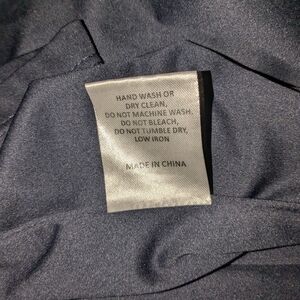 HAND WASH OR
DRY CLEAN,
DO NOT MACHINE WASH.
DO NOT BLEACH,
DO NOT TUMBLE DRY,
LOW IRON
MADE IN CHINA